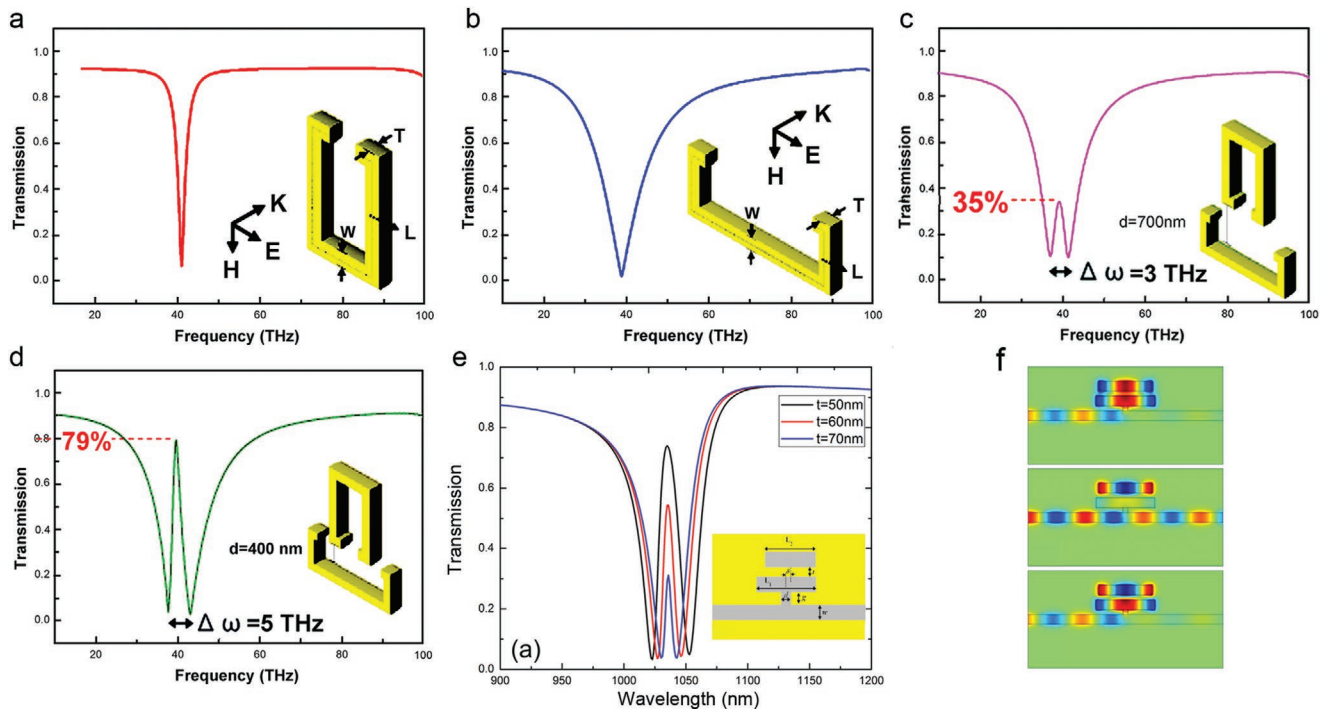 a
Transmission
1.0
0.8
0.6
0.4
0.2
0.0
20 40 60 80 100
Frequency (THz)
K
E
H
T
W
L
b
Transmission
1.0
0.8
0.6
0.4
0.2
0.0
20 40 60 80 100
Frequency (THz)
K
E
H
T
W
L
c
Trahsmission
1.0
0.8
0.6
0.4
0.2
0.0
20 40 60 80 100
Frequency (THz)
35%
d=700nm
Δ ω =3 THz
d
Transmission
1.0
0.8
0.6
0.4
0.2
0.0
20 40 60 80 100
Frequency (THz)
79%
d=400 nm
Δ ω =5 THz
e
Transmission
1.0
0.8
0.6
0.4
0.2
0.0
900 950 1000 1050 1100 1140 1200
Wavelength (nm)
t=50nm
t=60nm
t=70nm
(a)
f